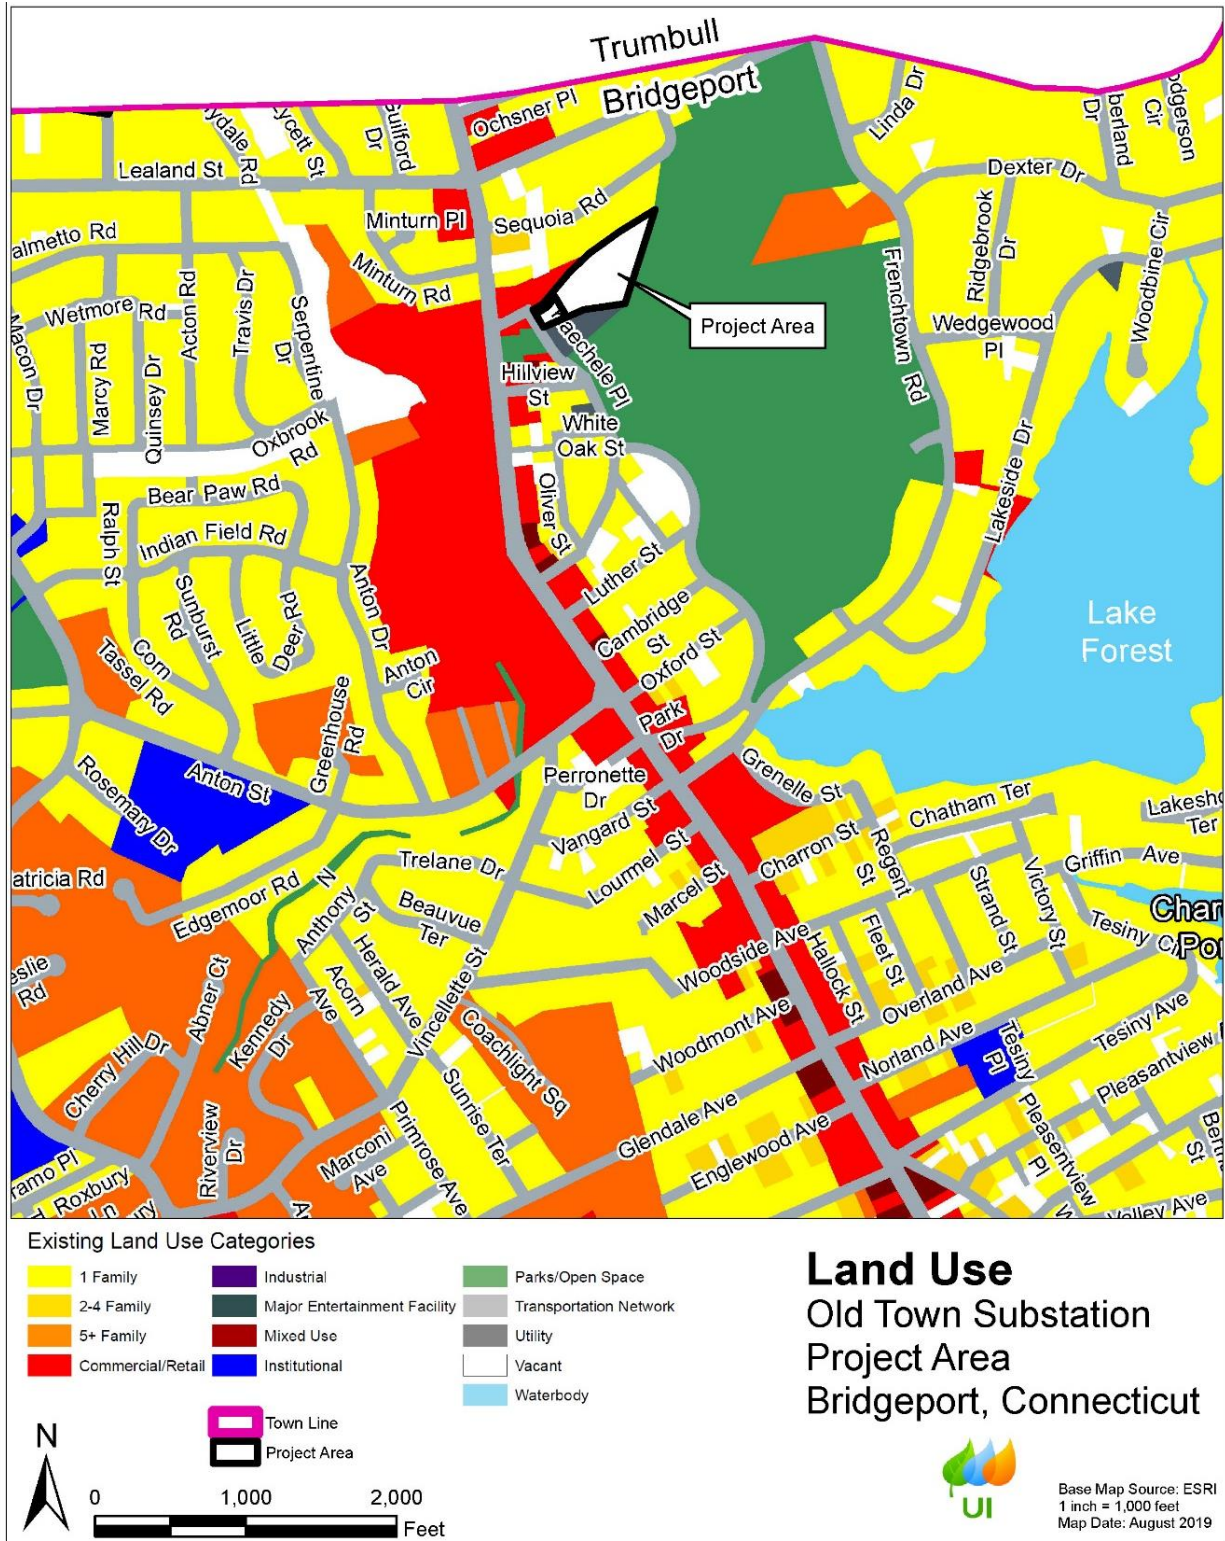 Trumbull
Bridgeport
Ochsner Pl
Linda Dr
Lealand St
Guilford
Dr
Dexter Dr
Minturn Pl
Sequoia Rd
Minturn Rd
Wetmore Rd
Acton Rd
Travis Dr
Serpentine
Dr
Macon Dr
Marcy Rd
Quinsey Dr
Oxbrook
Rd
Project Area
Frenchtown Rd
Ridgebrook
Dr
Woodbine Cir
Wedgewood
Pl
Hillview
St
White
Oak St
Lakeside Dr
Bear Paw Rd
Ralph St
Indian Field Rd
Oliver St
Sunburst
Rd
Little
Deer Rd
Anton Dr
Luther St
Cambridge
St
Oxford St
Lake
Forest
Corn
Tassel Rd
Anton
Cir
Greenhouse
Rd
Park
Dr
Anton St
Rosemary Dr
Perronette
Dr
Grenelle St
Vangard St
Chatham Ter
Charron St
Regent
St
Griffin Ave
Trelane Dr
Lourmel St
Marcel St
Edgemoor Rd
N
Anthony
St
Beauvue
Ter
Strand St
Victory St
Tesiny
Fleet St
Hallock St
Woodside Ave
Herald Ave
Acorn
Ave
Vincellette St
Overland Ave
Abner Ct
Kennedy
Dr
Coachlight Sq
Woodmont Ave
Norland Ave
Tesiny
Pl
Tesiny Ave
Cherry Hill Dr
Sunrise Ter
Glendale Ave
Pleasantview
Riverview
Dr
Marconi
Ave
Primrose Ave
Englewood Ave
Pleasentview
Pl
Roxbury
Existing Land Use Categories
1 Family
2-4 Family
5+ Family
Commercial/Retail
Industrial
Major Entertainment Facility
Mixed Use
Institutional
Parks/Open Space
Transportation Network
Utility
Vacant
Waterbody
Town Line
Project Area
N
0 1,000 2,000
Feet
Land Use
Old Town Substation
Project Area
Bridgeport, Connecticut
UI
Base Map Source: ESRI
1 inch = 1,000 feet
Map Date: August 2019